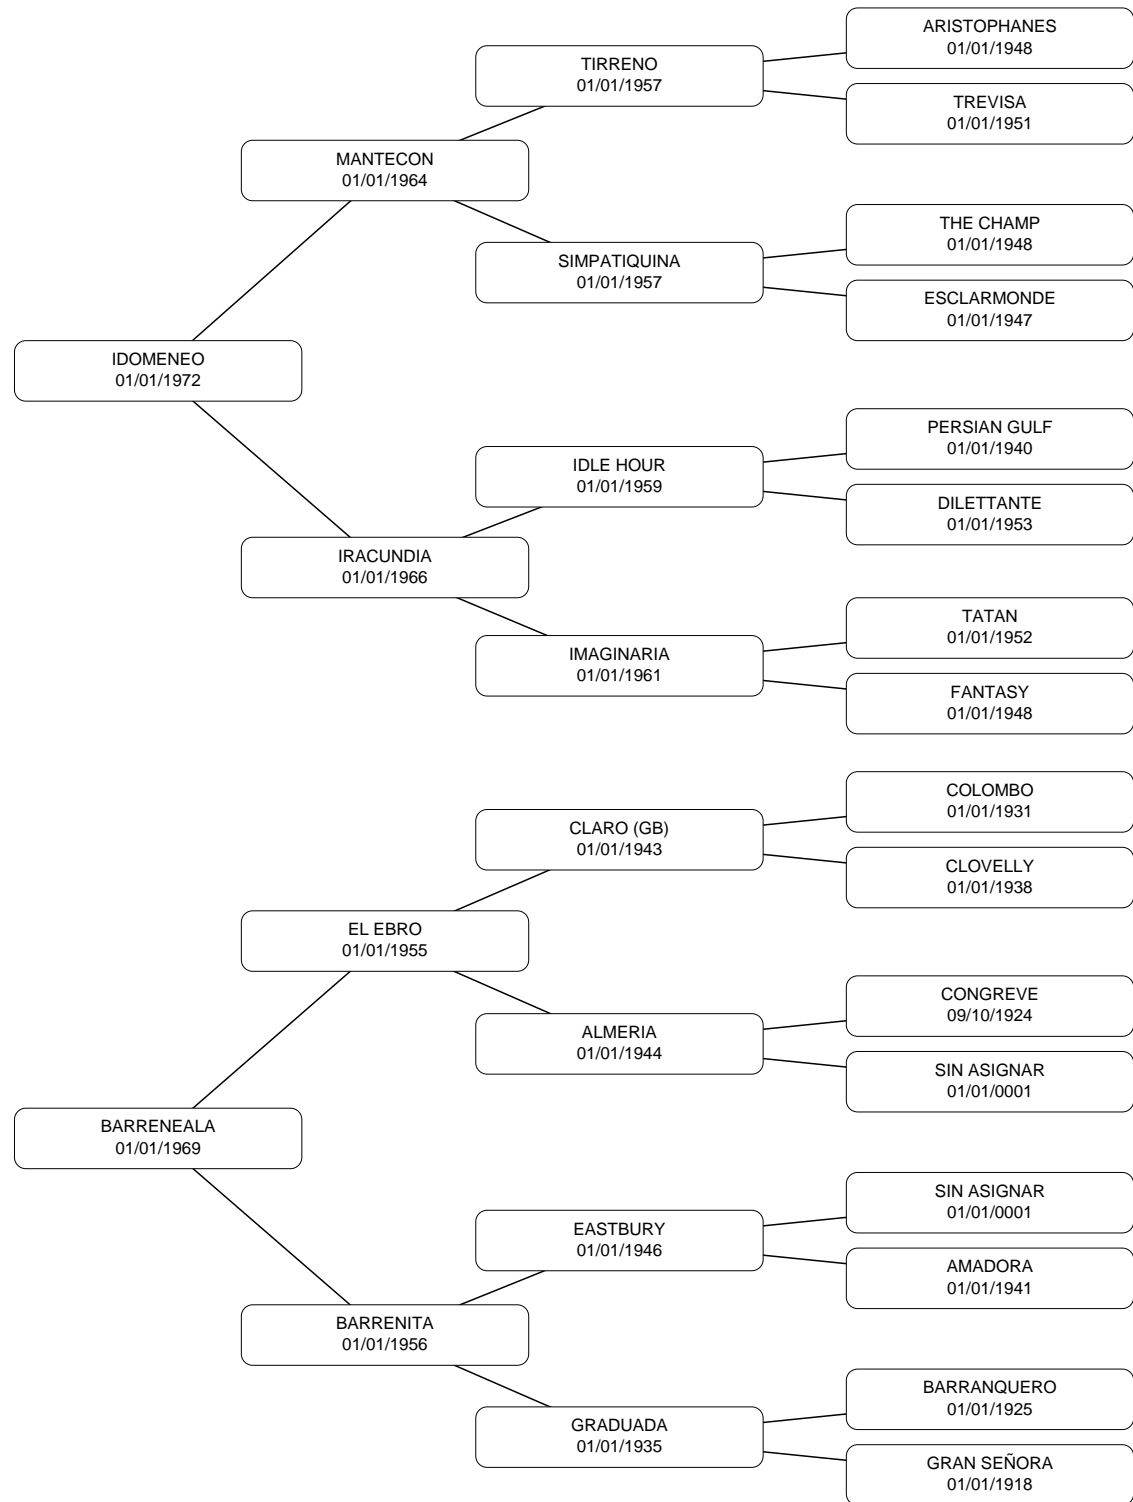 ARISTOPHANES
01/01/1948
TIRRENO
01/01/1957
TREVISA
01/01/1951
MANTECON
01/01/1964
THE CHAMP
01/01/1948
SIMPATIQUINA
01/01/1957
ESCLARMONDE
01/01/1947
IDOMENEO
01/01/1972
PERSIAN GULF
01/01/1940
IDLE HOUR
01/01/1959
DILETTANTE
01/01/1953
IRACUNDIA
01/01/1966
TATAN
01/01/1952
IMAGINARIA
01/01/1961
FANTASY
01/01/1948
COLOMBO
01/01/1931
CLARO (GB)
01/01/1943
CLOVELLY
01/01/1938
EL EBRO
01/01/1955
CONGREVE
09/10/1924
ALMERIA
01/01/1944
SIN ASIGNAR
01/01/0001
BARRENEALA
01/01/1969
SIN ASIGNAR
01/01/0001
EASTBURY
01/01/1946
AMADORA
01/01/1941
BARRENITA
01/01/1956
BARRANQUERO
01/01/1925
GRADUADA
01/01/1935
GRAN SEÑORA
01/01/1918